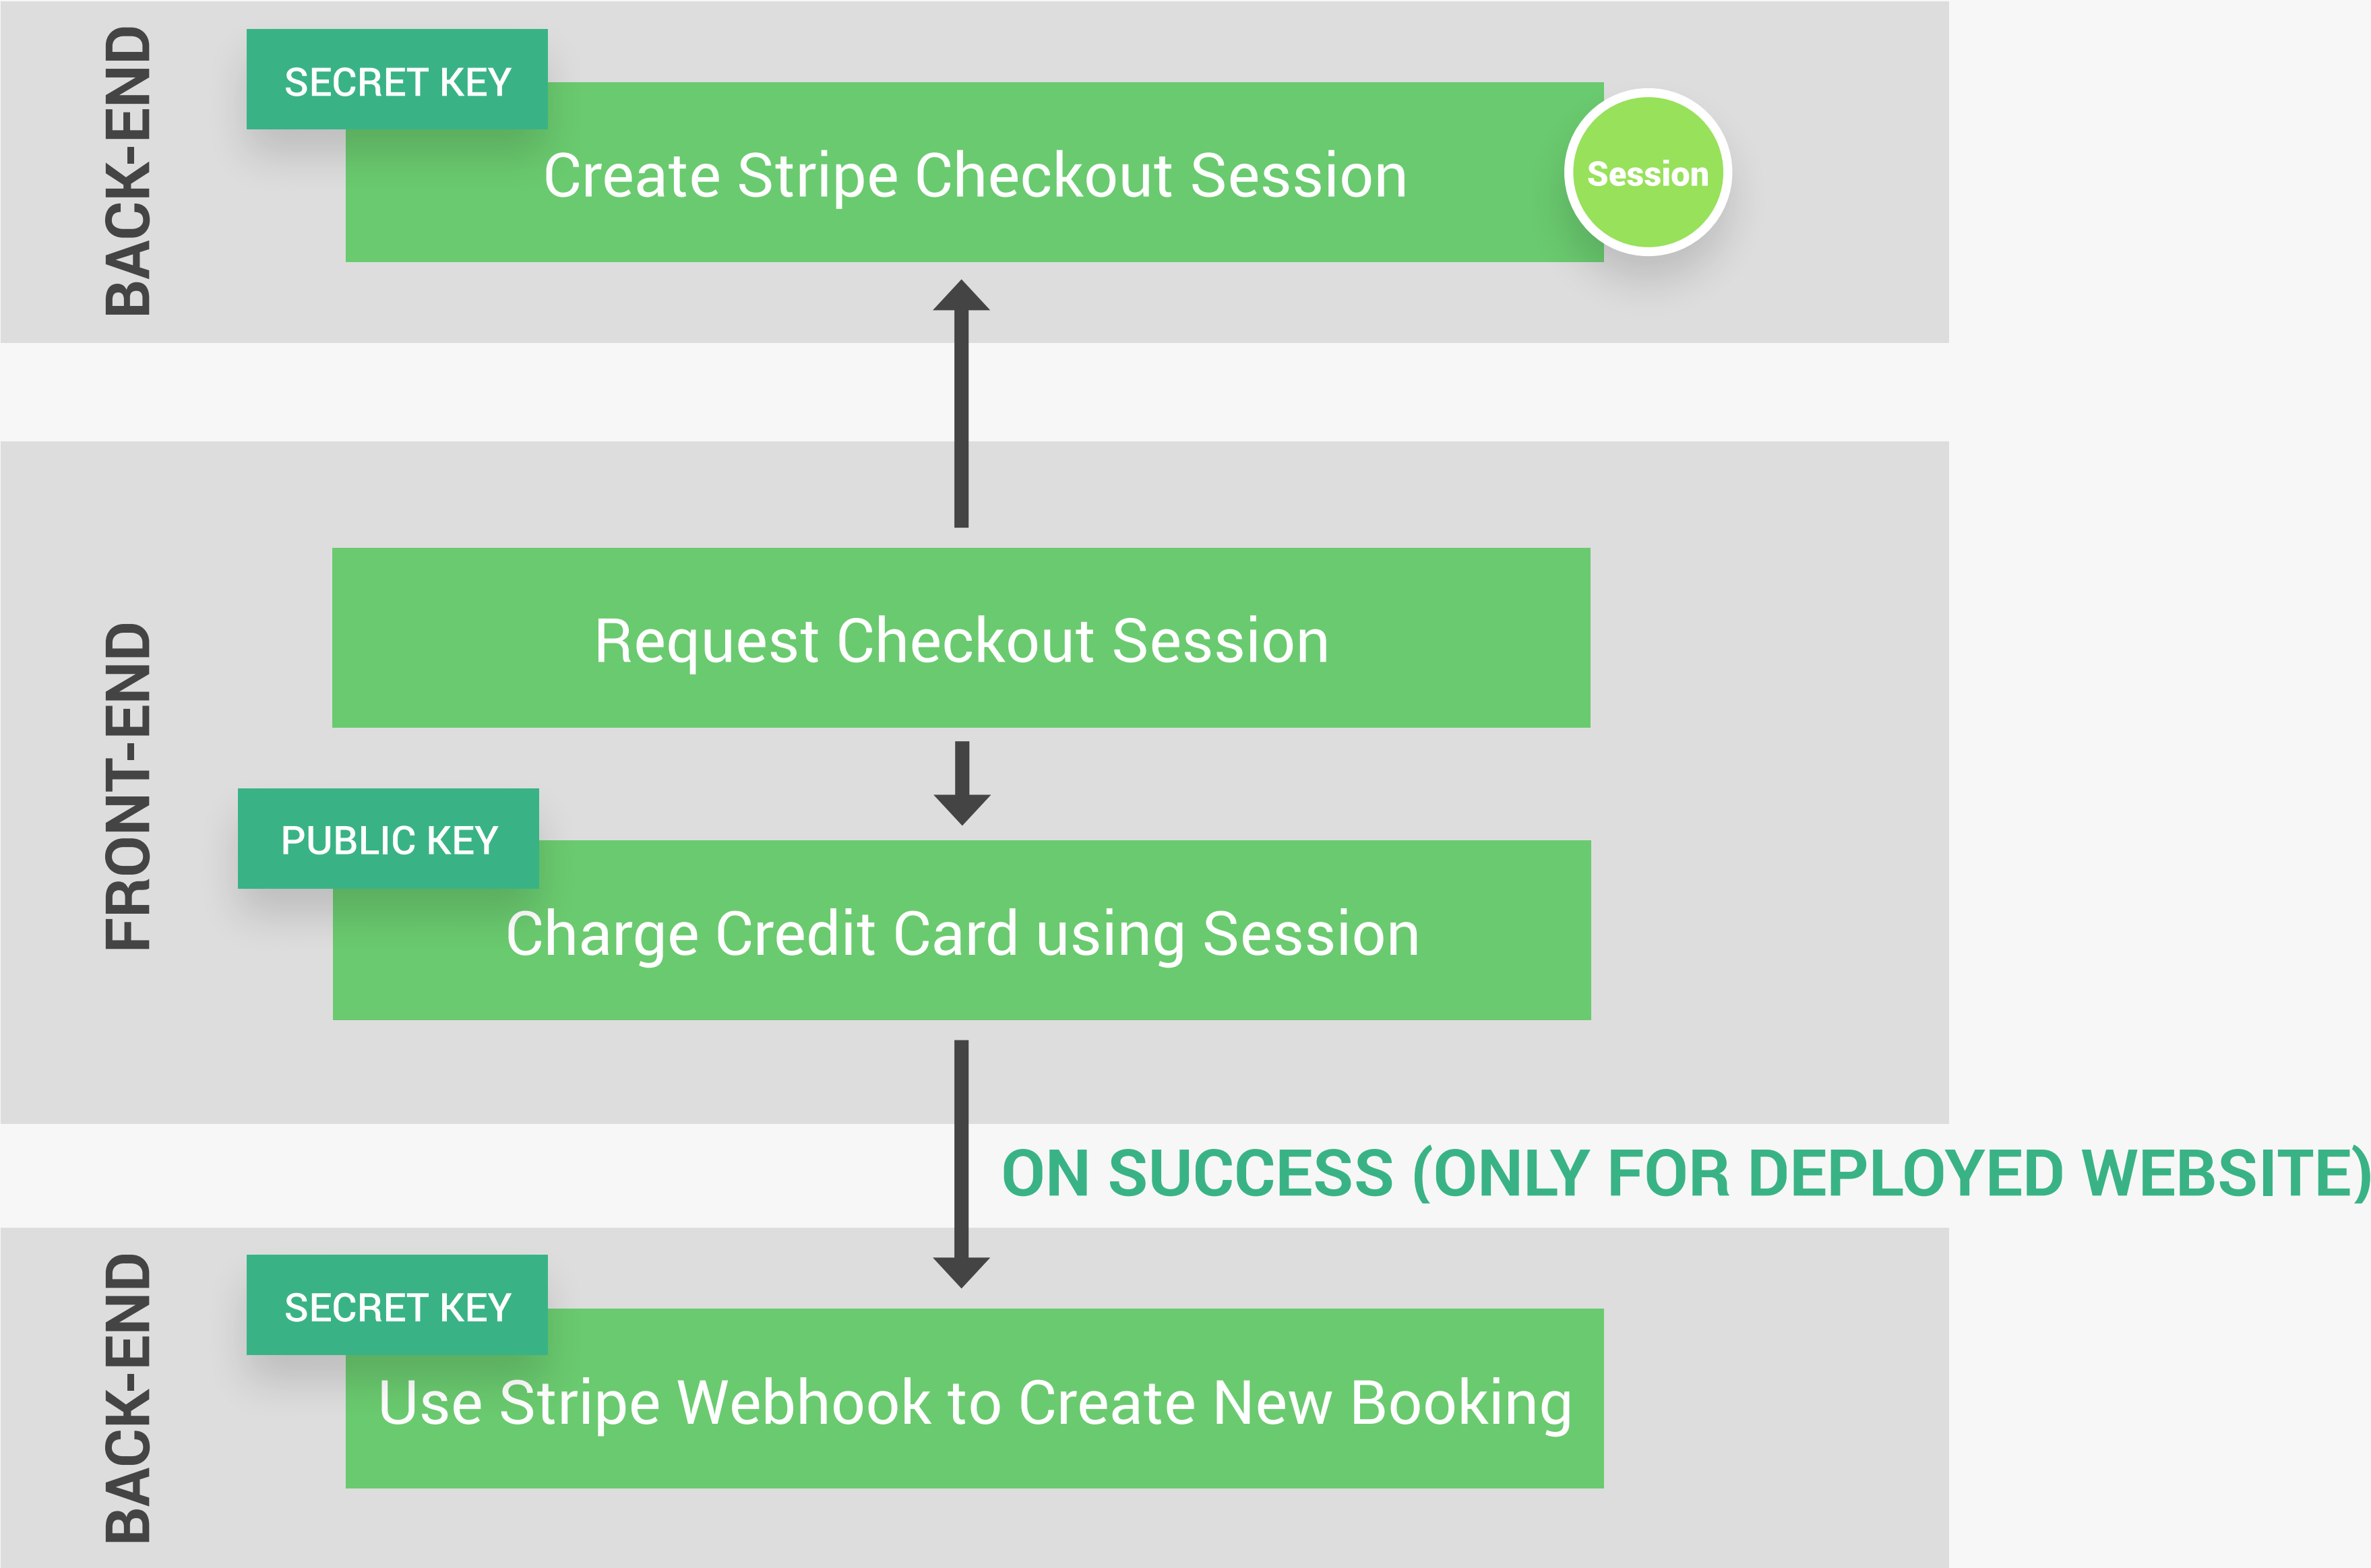 BACK-END
SECRET KEY
Create Stripe Checkout Session
Session
FRONT-END
Request Checkout Session
PUBLIC KEY
Charge Credit Card using Session
ON SUCCESS (ONLY FOR DEPLOYED WEBSITE)
BACK-END
SECRET KEY
Use Stripe Webhook to Create New Booking